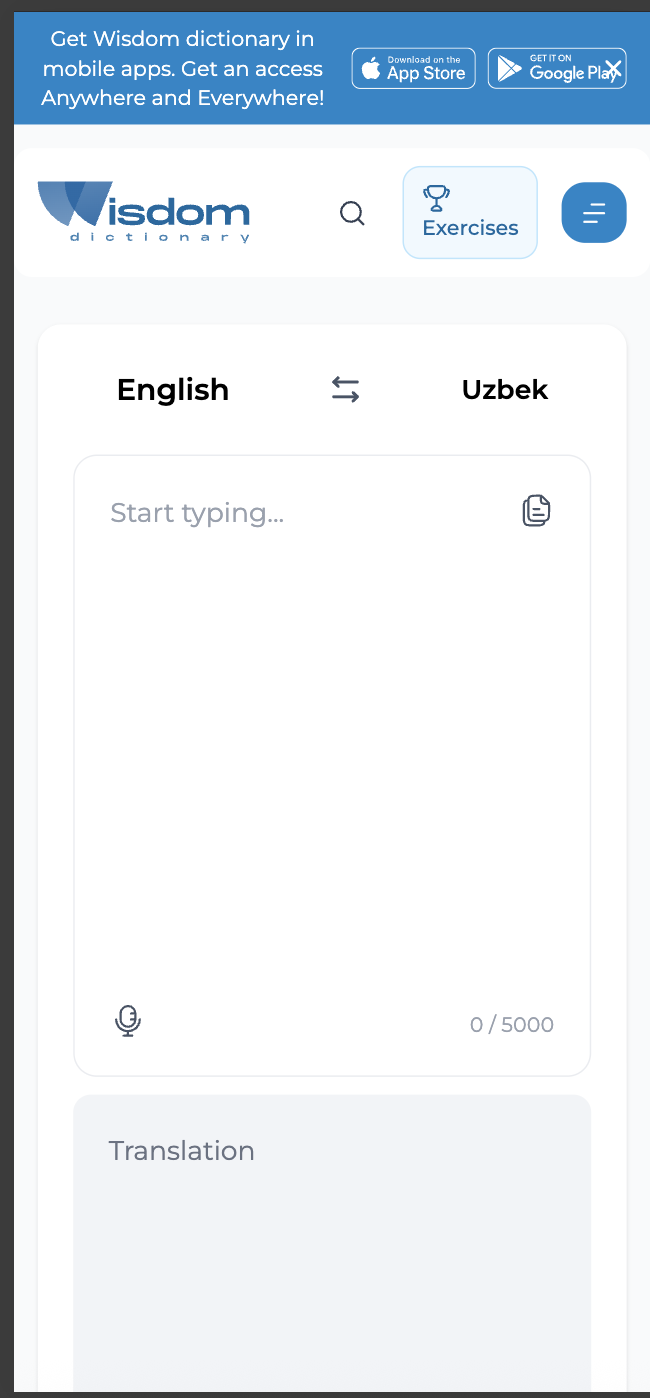 Get Wisdom dictionary in
mobile apps. Get an access
Anywhere and Everywhere!
Download on the
App Store
GET IT ON
Google Play
Wisdom
dictionary
Exercises
English
Uzbek
Start typing...
0 / 5000
Translation